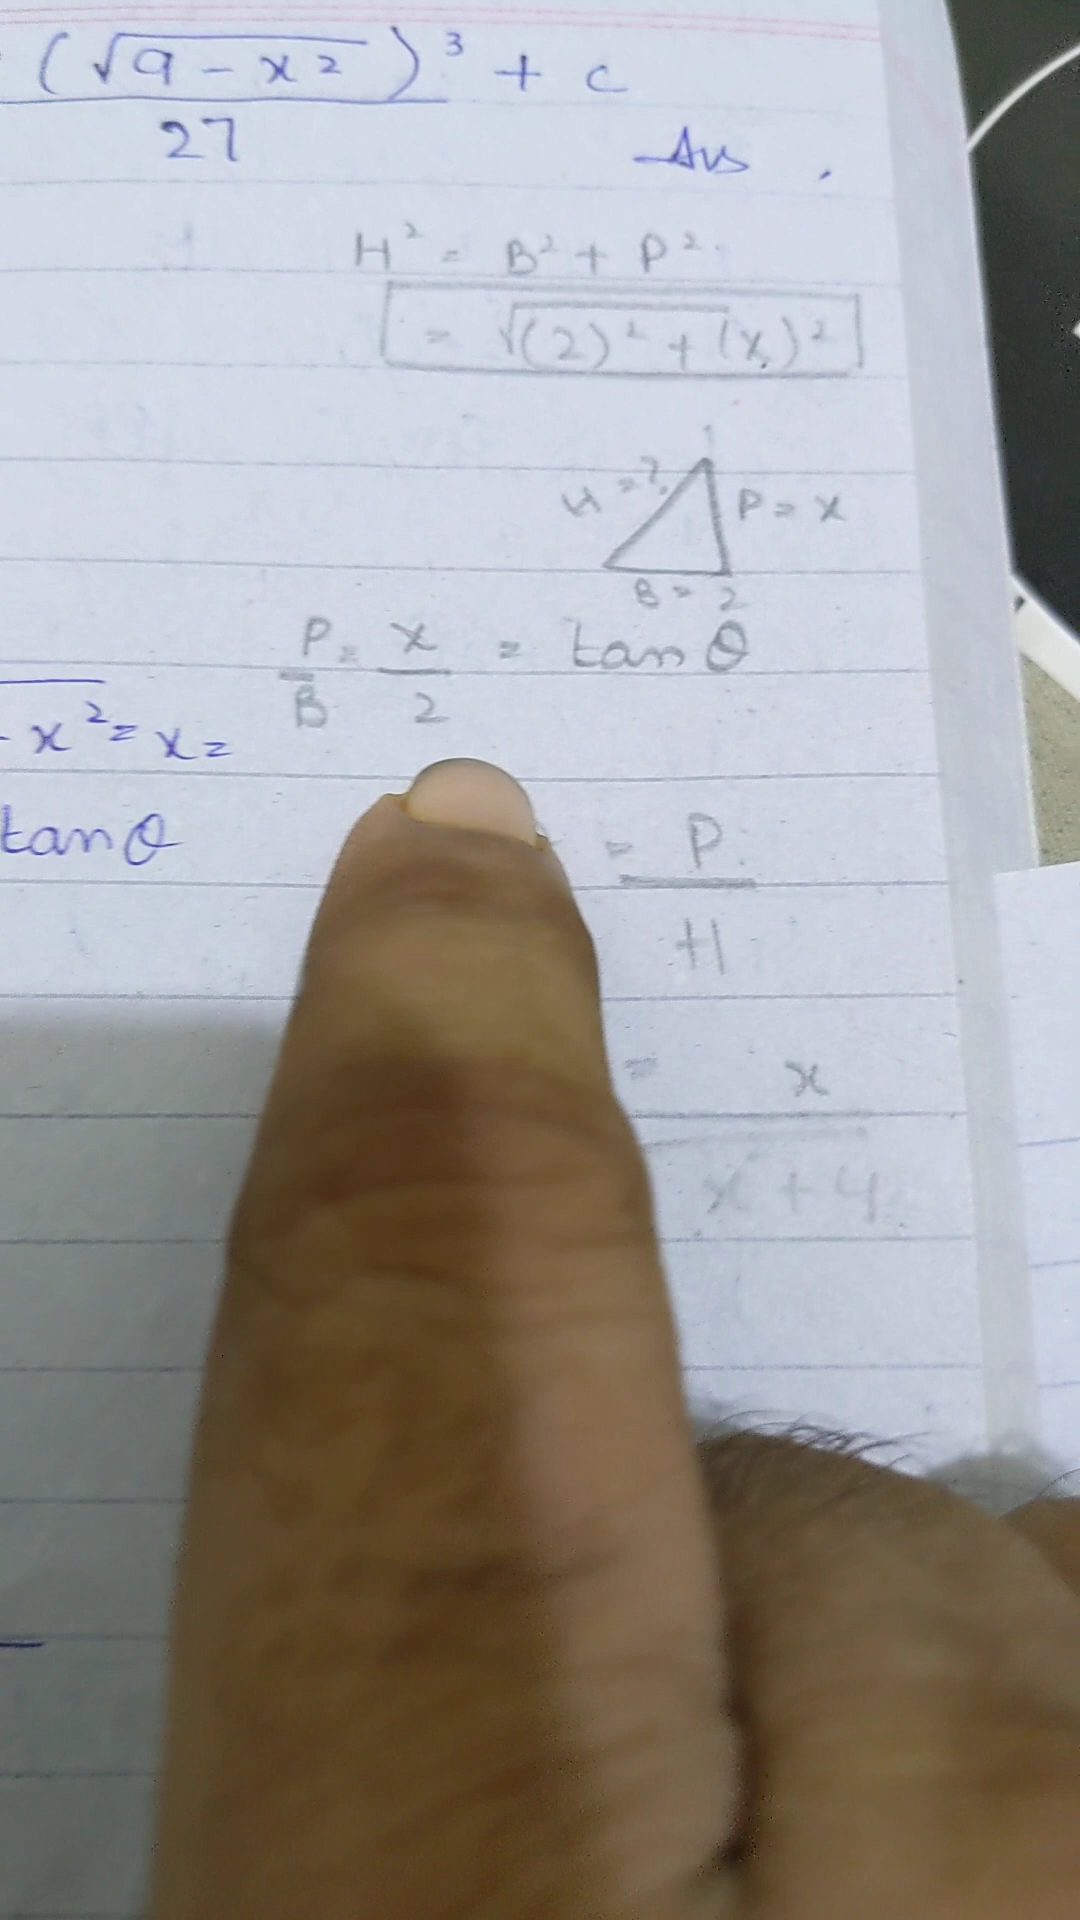 (√9 - x²)³ + c
27
Ans .
H² = B² + P²
= √(2)² + (x)²
H = ?
P = x
B = 2
P = x = tan θ
B 2
- x² = x =
tan θ
= P
H
= x
x + 4